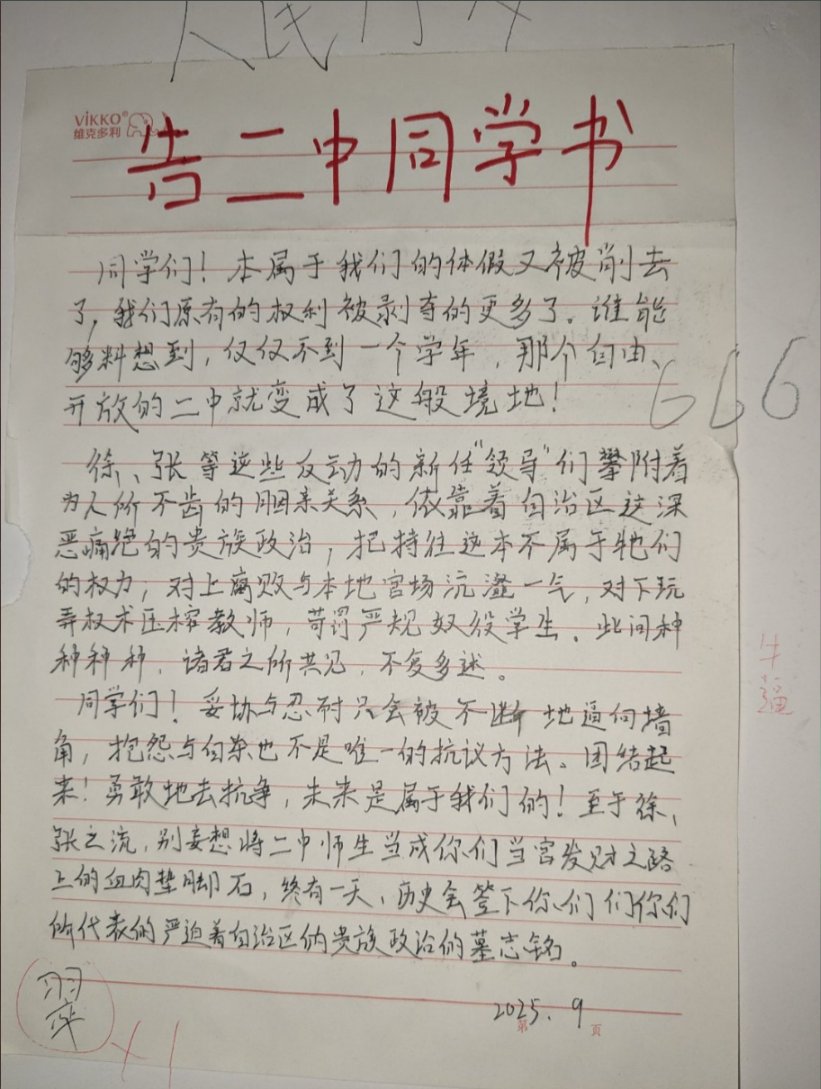 人民
ViKKO®
维克多利
告二中同学书
同学们！本属于我们的休假又被削去
了，我们原有的权利被剥夺的更多了。谁能
够料想到，仅仅不到一个学年，那个自由、
开放的二中就变成了这般境地！
666
徐、张等这些反动的新任“领导”们攀附着
为人所不齿的姻亲关系，依靠着自治区这深
恶痛绝的贵族政治，把持住这本不属于他们
的权力，对上腐败与本地官场沆瀣一气，对下玩
弄权术压榨教师，苛罚严规奴役学生、此间种
种种种，诸君之所共见，不复多述。
牛
逼
同学们！妥协与忍耐只会被不断地逼向墙
角，抱怨与也不是唯一的抗议方法。团结起
来！勇敢地去抗争，未来是属于我们的！至于徐、
张之流，别妄想将二中师生当成你们当官发财之路
上的血肉垫脚石，终有一天，历史会签下你们们你们
所代表的严迫着自治区的贵族政治的墓志铭。
2025.9
第 页
+1